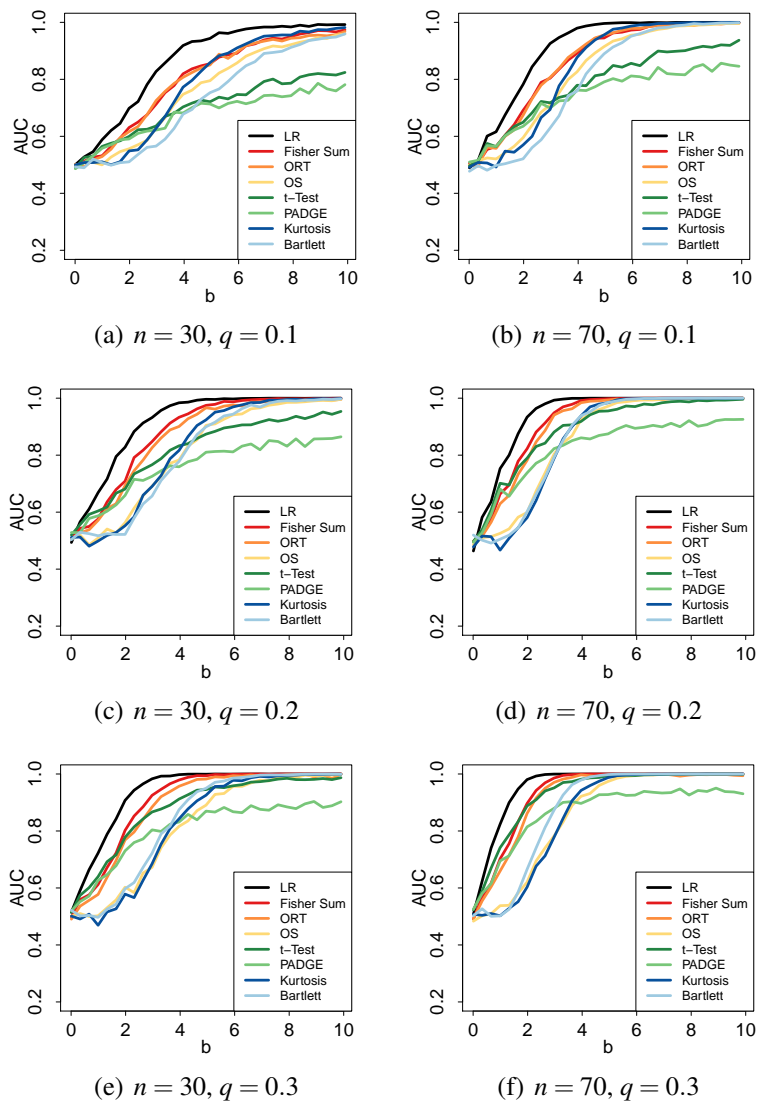 AUC
0.2 0.4 0.6 0.8 1.0
LR
Fisher Sum
ORT
OS
t−Test
PADGE
Kurtosis
Bartlett
0 2 4 6 8 10
b
(a) n = 30, q = 0.1
AUC
0.2 0.4 0.6 0.8 1.0
LR
Fisher Sum
ORT
OS
t−Test
PADGE
Kurtosis
Bartlett
0 2 4 6 8 10
b
(b) n = 70, q = 0.1
AUC
0.2 0.4 0.6 0.8 1.0
LR
Fisher Sum
ORT
OS
t−Test
PADGE
Kurtosis
Bartlett
0 2 4 6 8 10
b
(c) n = 30, q = 0.2
AUC
0.2 0.4 0.6 0.8 1.0
LR
Fisher Sum
ORT
OS
t−Test
PADGE
Kurtosis
Bartlett
0 2 4 6 8 10
b
(d) n = 70, q = 0.2
AUC
0.2 0.4 0.6 0.8 1.0
LR
Fisher Sum
ORT
OS
t−Test
PADGE
Kurtosis
Bartlett
0 2 4 6 8 10
b
(e) n = 30, q = 0.3
AUC
0.2 0.4 0.6 0.8 1.0
LR
Fisher Sum
ORT
OS
t−Test
PADGE
Kurtosis
Bartlett
0 2 4 6 8 10
b
(f) n = 70, q = 0.3